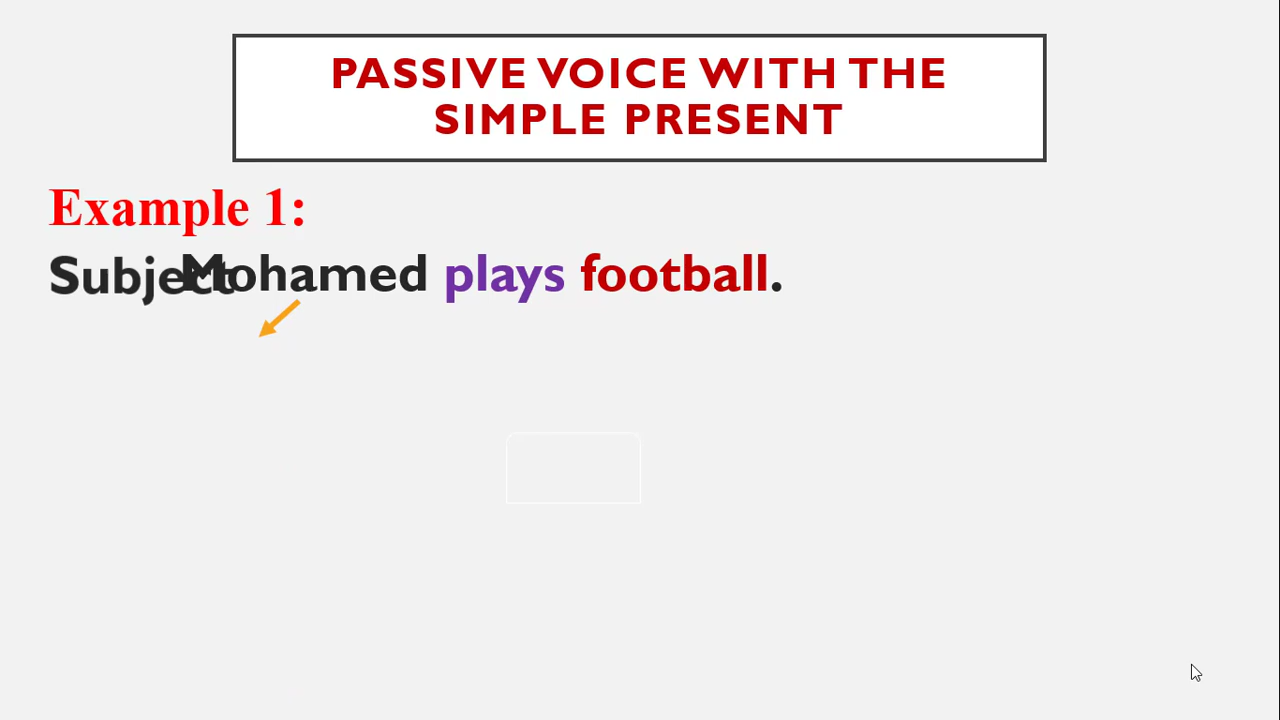 PASSIVE VOICE WITH THE
SIMPLE PRESENT
Example 1:
Subject Mohamed plays football.